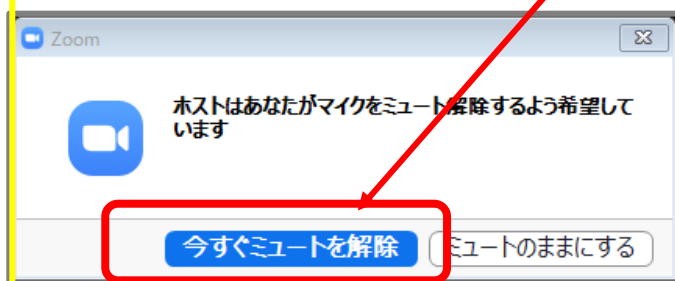 Zoom
ホストはあなたがマイクをミュート解除するよう希望して
います
今すぐミュートを解除
ミュートのままにする